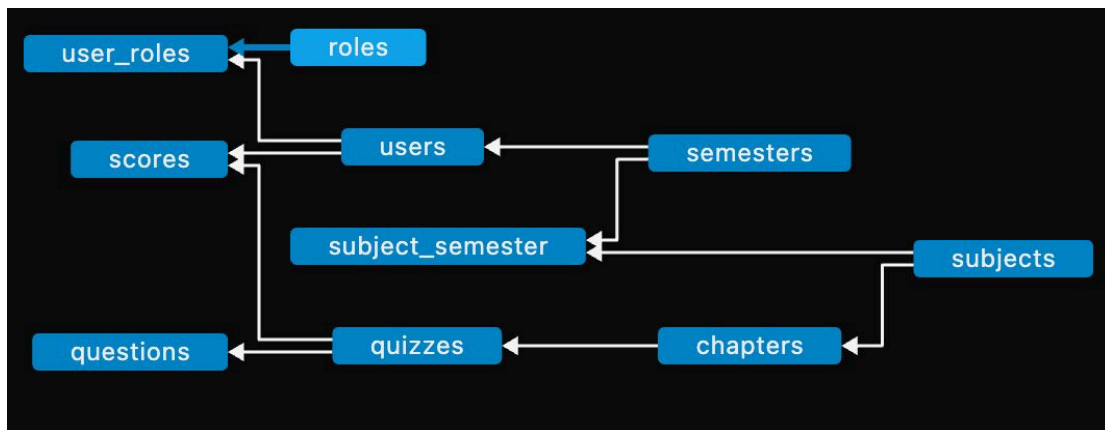 user_roles
roles
users
semesters
scores
subject_semester
subjects
questions
quizzes
chapters